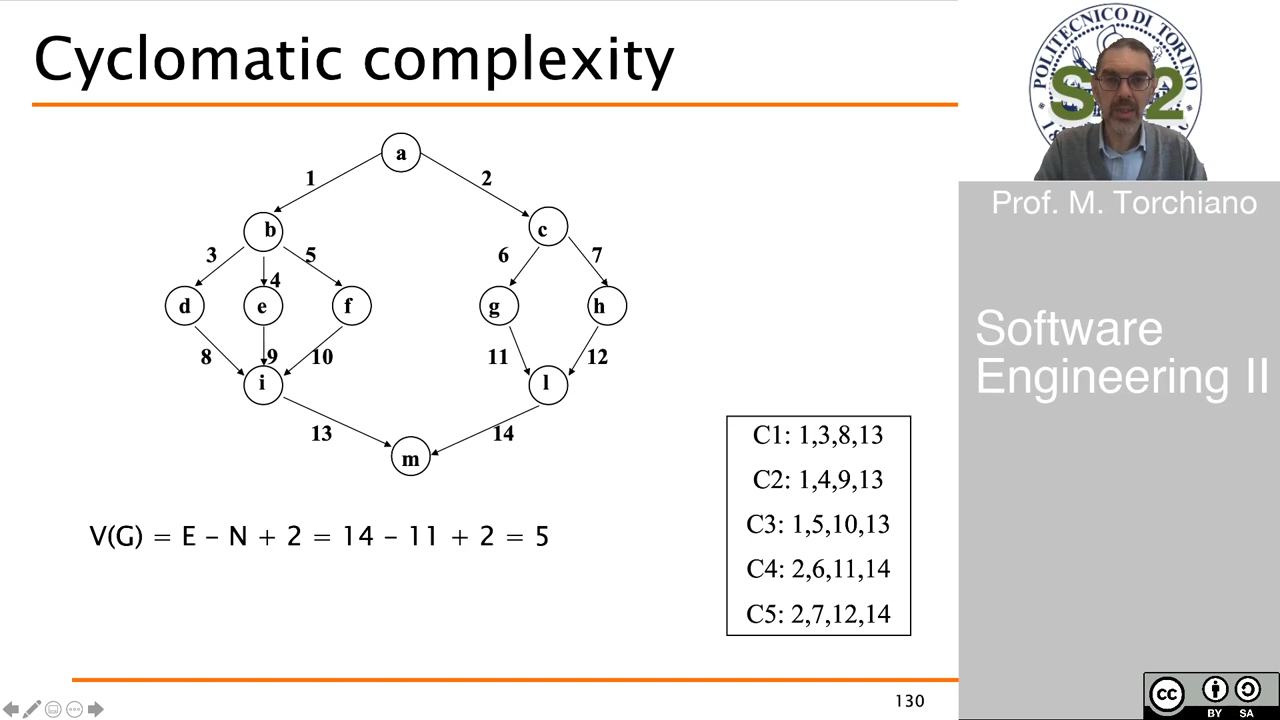 Cyclomatic complexity
a
1
2
b
c
3
4
5
6
7
d
e
f
g
h
8
9
10
11
12
i
l
13
14
m
V(G) = E – N + 2 = 14 – 11 + 2 = 5
C1: 1,3,8,13
C2: 1,4,9,13
C3: 1,5,10,13
C4: 2,6,11,14
C5: 2,7,12,14
130
POLITECNICO DI TORINO
S 2
Prof. M. Torchiano
Software
Engineering II
cc
BY SA